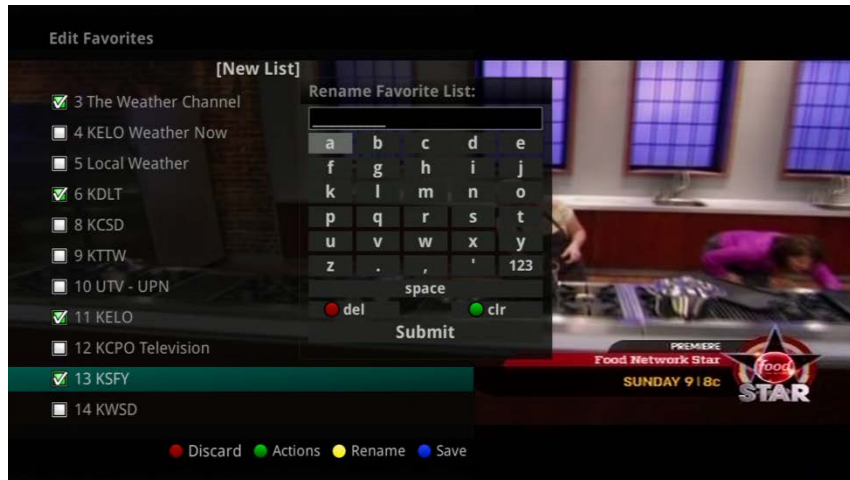 Edit Favorites
[New List]
3 The Weather Channel
4 KELO Weather Now
5 Local Weather
6 KDLT
8 KCSD
9 KTTW
10 UTV - UPN
11 KELO
12 KCPO Television
13 KSFY
14 KWSD
Rename Favorite List:
a b c d e
f g h i j
k l m n o
p q r s t
u v w x y
z . , ' 123
space
del clr
Submit
PREMIERE
Food Network Star
SUNDAY 9|8c
food
STAR
Discard Actions Rename Save